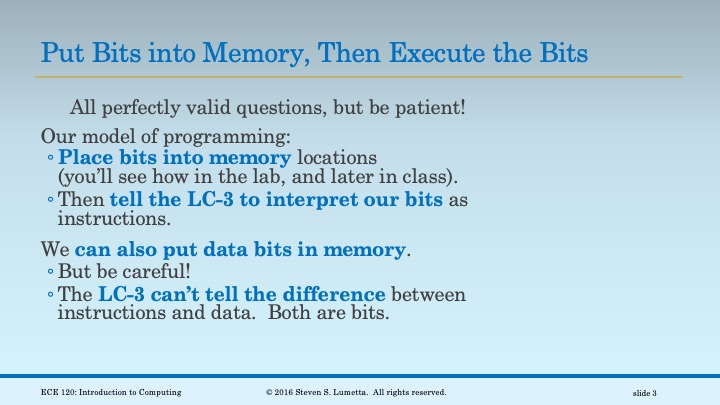 Put Bits into Memory, Then Execute the Bits
All perfectly valid questions, but be patient!
Our model of programming:
◦Place bits into memory locations
(you’ll see how in the lab, and later in class).
◦Then tell the LC-3 to interpret our bits as
instructions.
We can also put data bits in memory.
◦But be careful!
◦The LC-3 can’t tell the difference between
instructions and data.  Both are bits.
ECE 120: Introduction to Computing
© 2016 Steven S. Lumetta.  All rights reserved.
slide 3